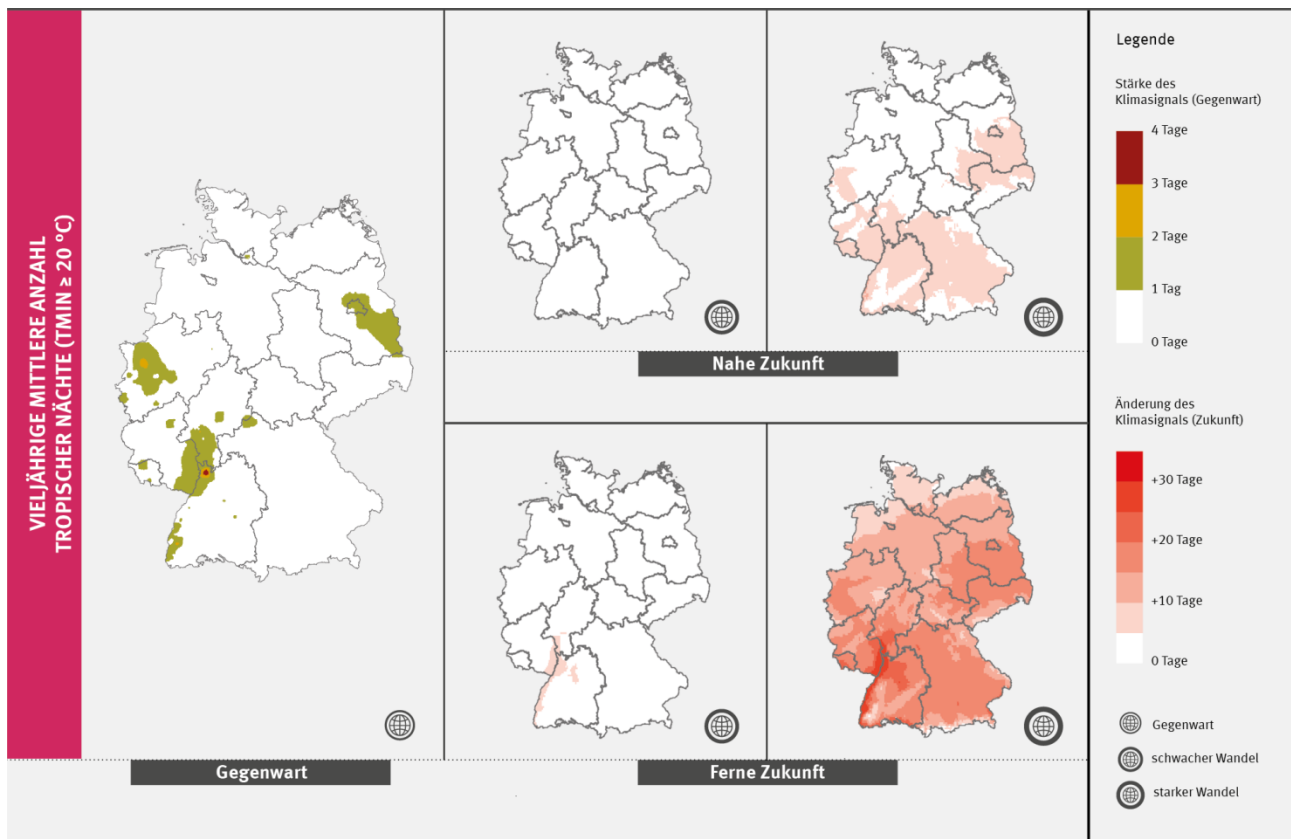 VIELJÄHRIGE MITTLERE ANZAHL
TROPISCHER NÄCHTE (TMIN ≥ 20 °C)
Gegenwart
Nahe Zukunft
Ferne Zukunft
Legende
Stärke des
Klimasignals (Gegenwart)
4 Tage
3 Tage
2 Tage
1 Tag
0 Tage
Änderung des
Klimasignals (Zukunft)
+30 Tage
+20 Tage
+10 Tage
0 Tage
Gegenwart
schwacher Wandel
starker Wandel